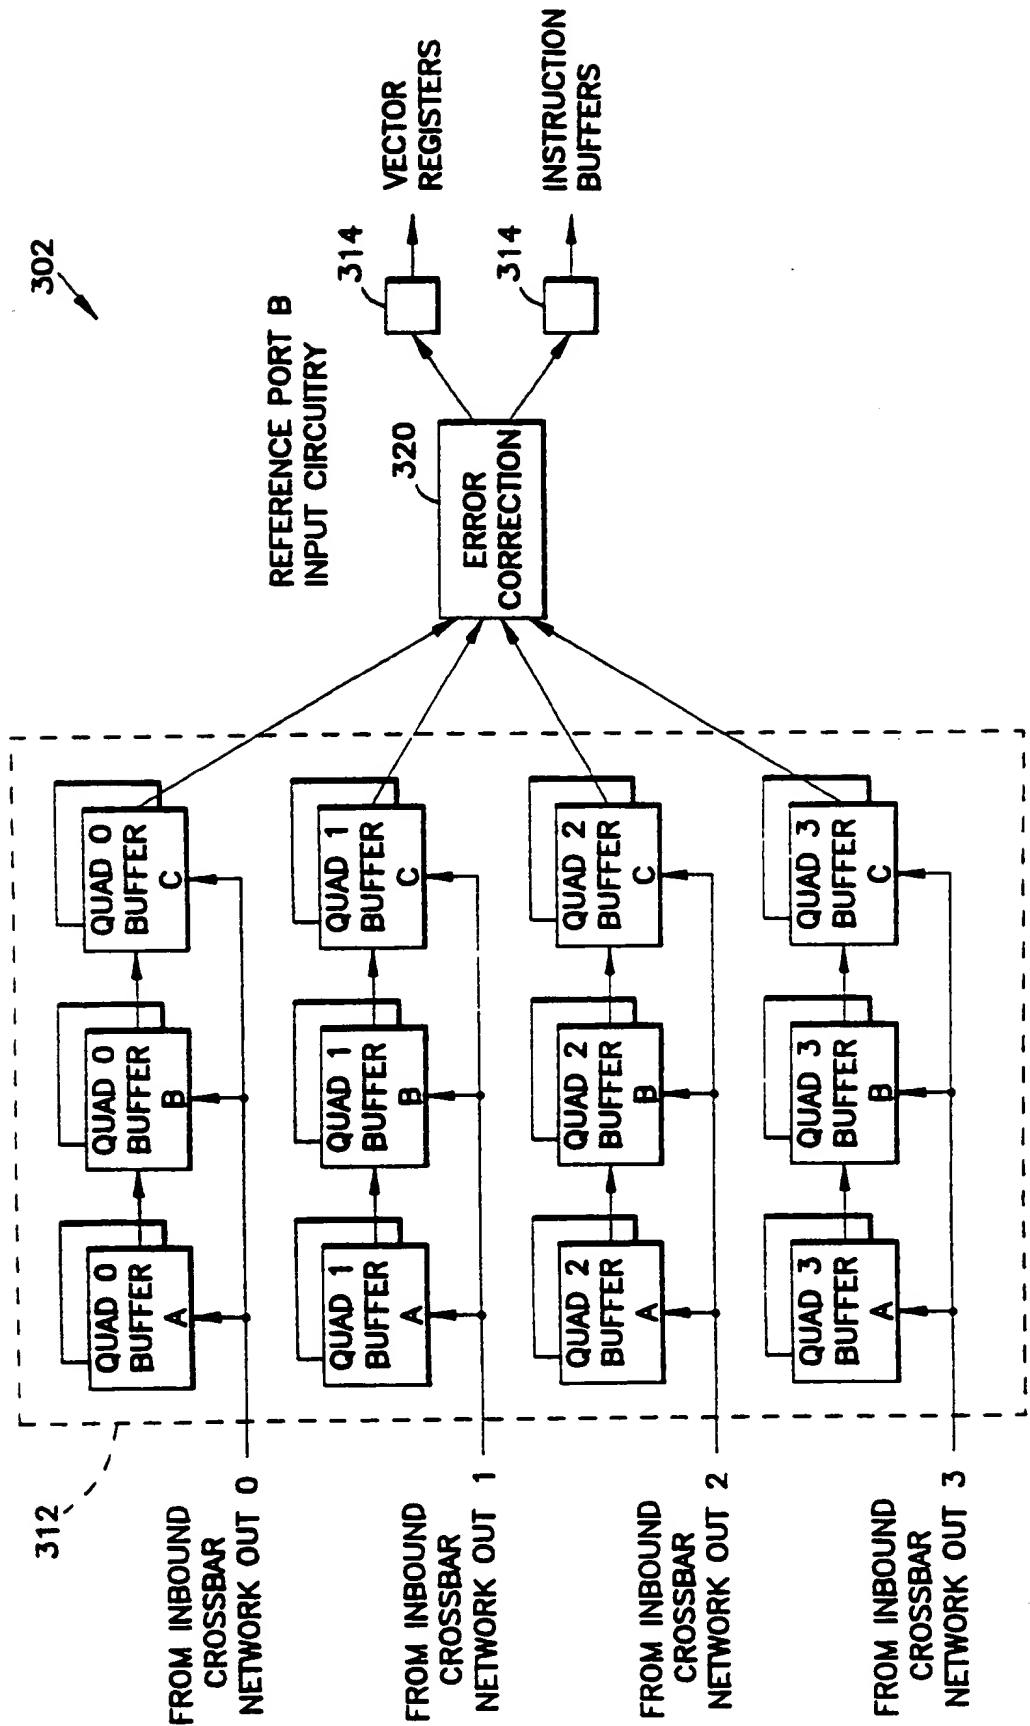 302
REFERENCE PORT B
INPUT CIRCUITRY
312
FROM INBOUND
CROSSBAR
NETWORK OUT 0
QUAD 0
BUFFER
A
QUAD 0
BUFFER
B
QUAD 0
BUFFER
C
FROM INBOUND
CROSSBAR
NETWORK OUT 1
QUAD 1
BUFFER
A
QUAD 1
BUFFER
B
QUAD 1
BUFFER
C
FROM INBOUND
CROSSBAR
NETWORK OUT 2
QUAD 2
BUFFER
A
QUAD 2
BUFFER
B
QUAD 2
BUFFER
C
FROM INBOUND
CROSSBAR
NETWORK OUT 3
QUAD 3
BUFFER
A
QUAD 3
BUFFER
B
QUAD 3
BUFFER
C
320
ERROR
CORRECTION
314
VECTOR
REGISTERS
314
INSTRUCTION
BUFFERS